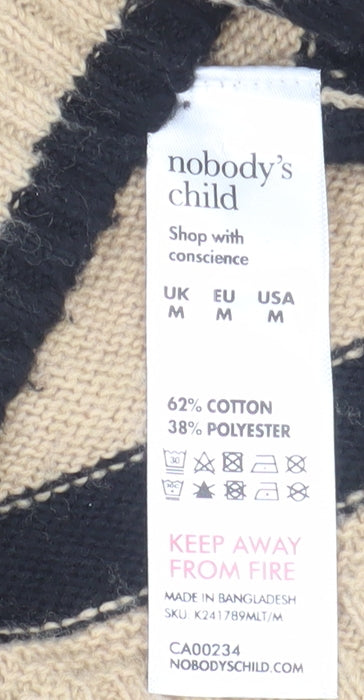 nobody's
child
Shop with
conscience
UK EU USA
M M M
62% COTTON
38% POLYESTER
30
KEEP AWAY
FROM FIRE
MADE IN BANGLADESH
SKU: K241789MLT/M
CA00234
NOBODYSCHILD.COM